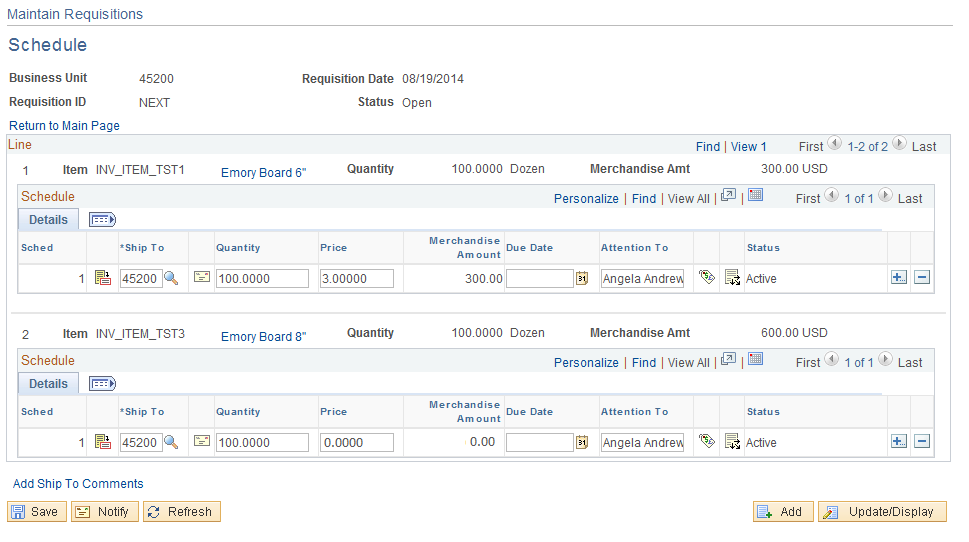 Maintain Requisitions
Schedule
Business Unit 45200 Requisition Date 08/19/2014
Requisition ID NEXT Status Open
Return to Main Page
Line Find | View 1 First 1-2 of 2 Last
1 Item INV_ITEM_TST1 Emory Board 6" Quantity 100.0000 Dozen Merchandise Amt 300.00 USD
Schedule Personalize | Find | View All | | First 1 of 1 Last
Details
Sched *Ship To Quantity Price Merchandise Amount Due Date Attention To Status
1 45200 100.0000 3.00000 300.00 31 Angela Andrew Active
2 Item INV_ITEM_TST3 Emory Board 8" Quantity 100.0000 Dozen Merchandise Amt 600.00 USD
Schedule Personalize | Find | View All | | First 1 of 1 Last
Details
Sched *Ship To Quantity Price Merchandise Amount Due Date Attention To Status
1 45200 100.0000 0.0000 0.00 31 Angela Andrew Active
Add Ship To Comments
Save Notify Refresh Add Update/Display